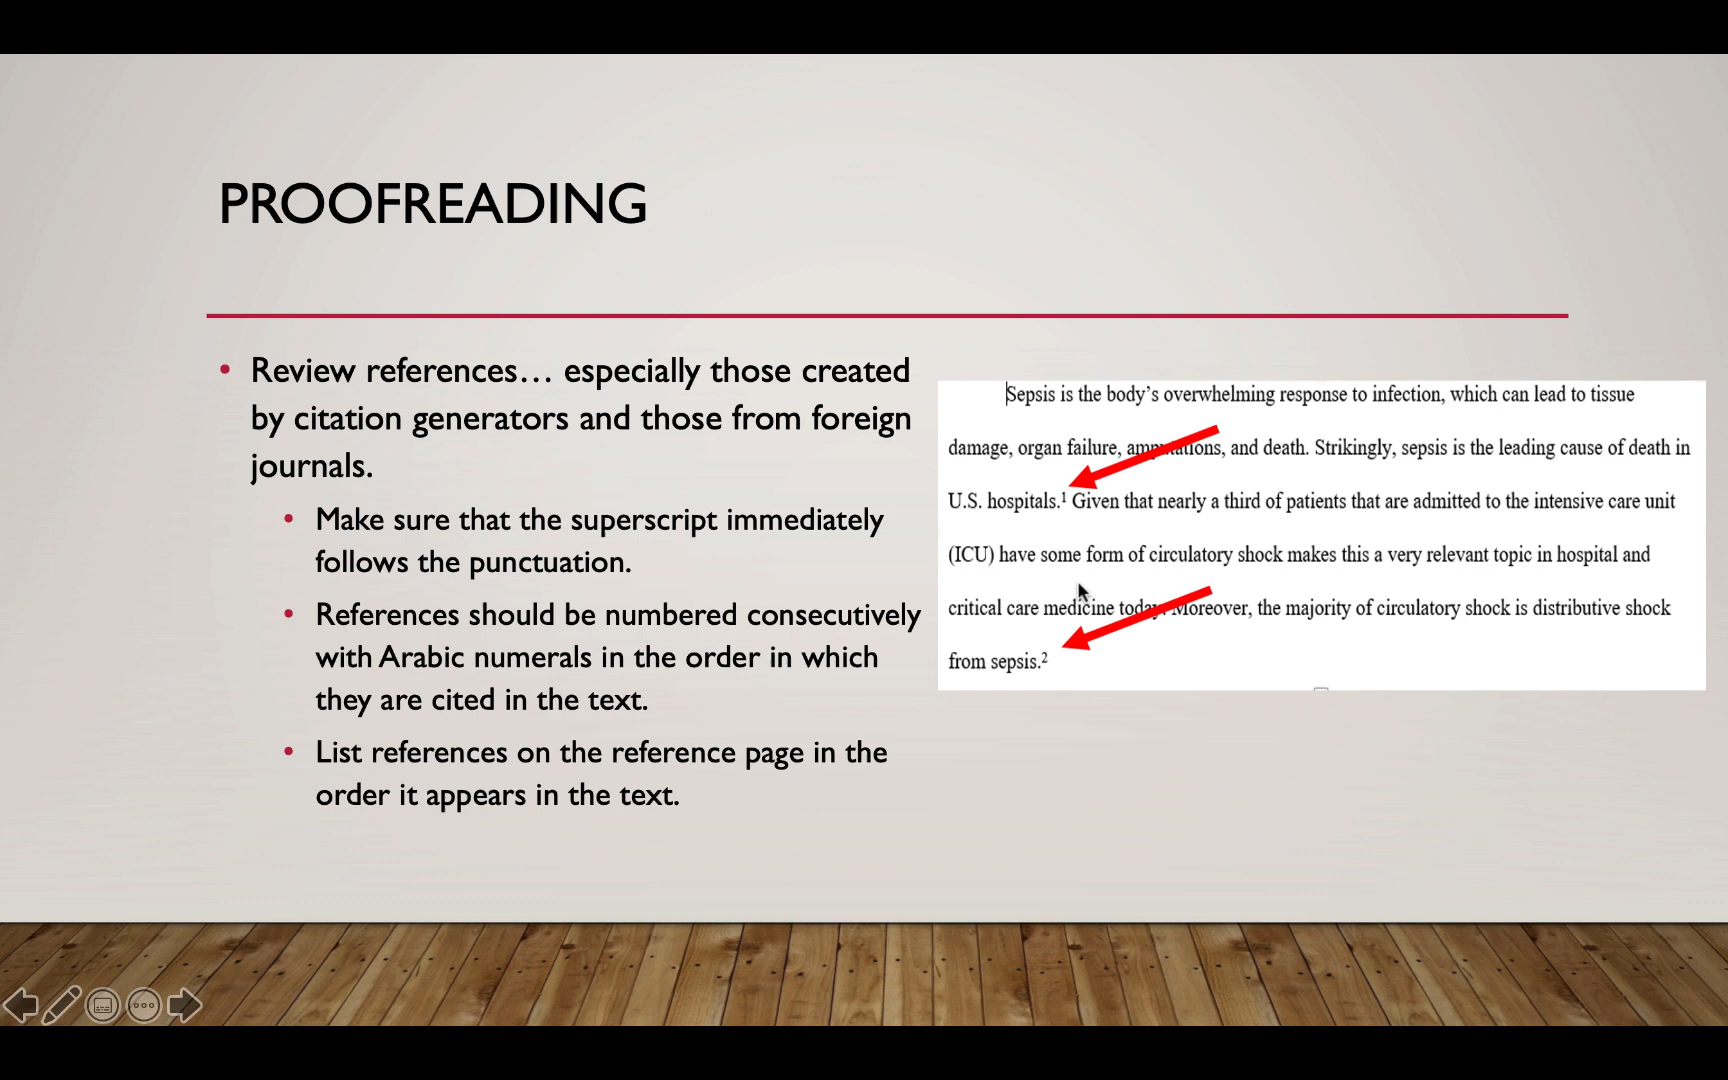 PROOFREADING
• Review references… especially those created
by citation generators and those from foreign
journals.
• Make sure that the superscript immediately
follows the punctuation.
• References should be numbered consecutively
with Arabic numerals in the order in which
they are cited in the text.
• List references on the reference page in the
order it appears in the text.
Sepsis is the body’s overwhelming response to infection, which can lead to tissue
damage, organ failure, amputations, and death. Strikingly, sepsis is the leading cause of death in
U.S. hospitals.¹ Given that nearly a third of patients that are admitted to the intensive care unit
(ICU) have some form of circulatory shock makes this a very relevant topic in hospital and
critical care medicine today. Moreover, the majority of circulatory shock is distributive shock
from sepsis.²